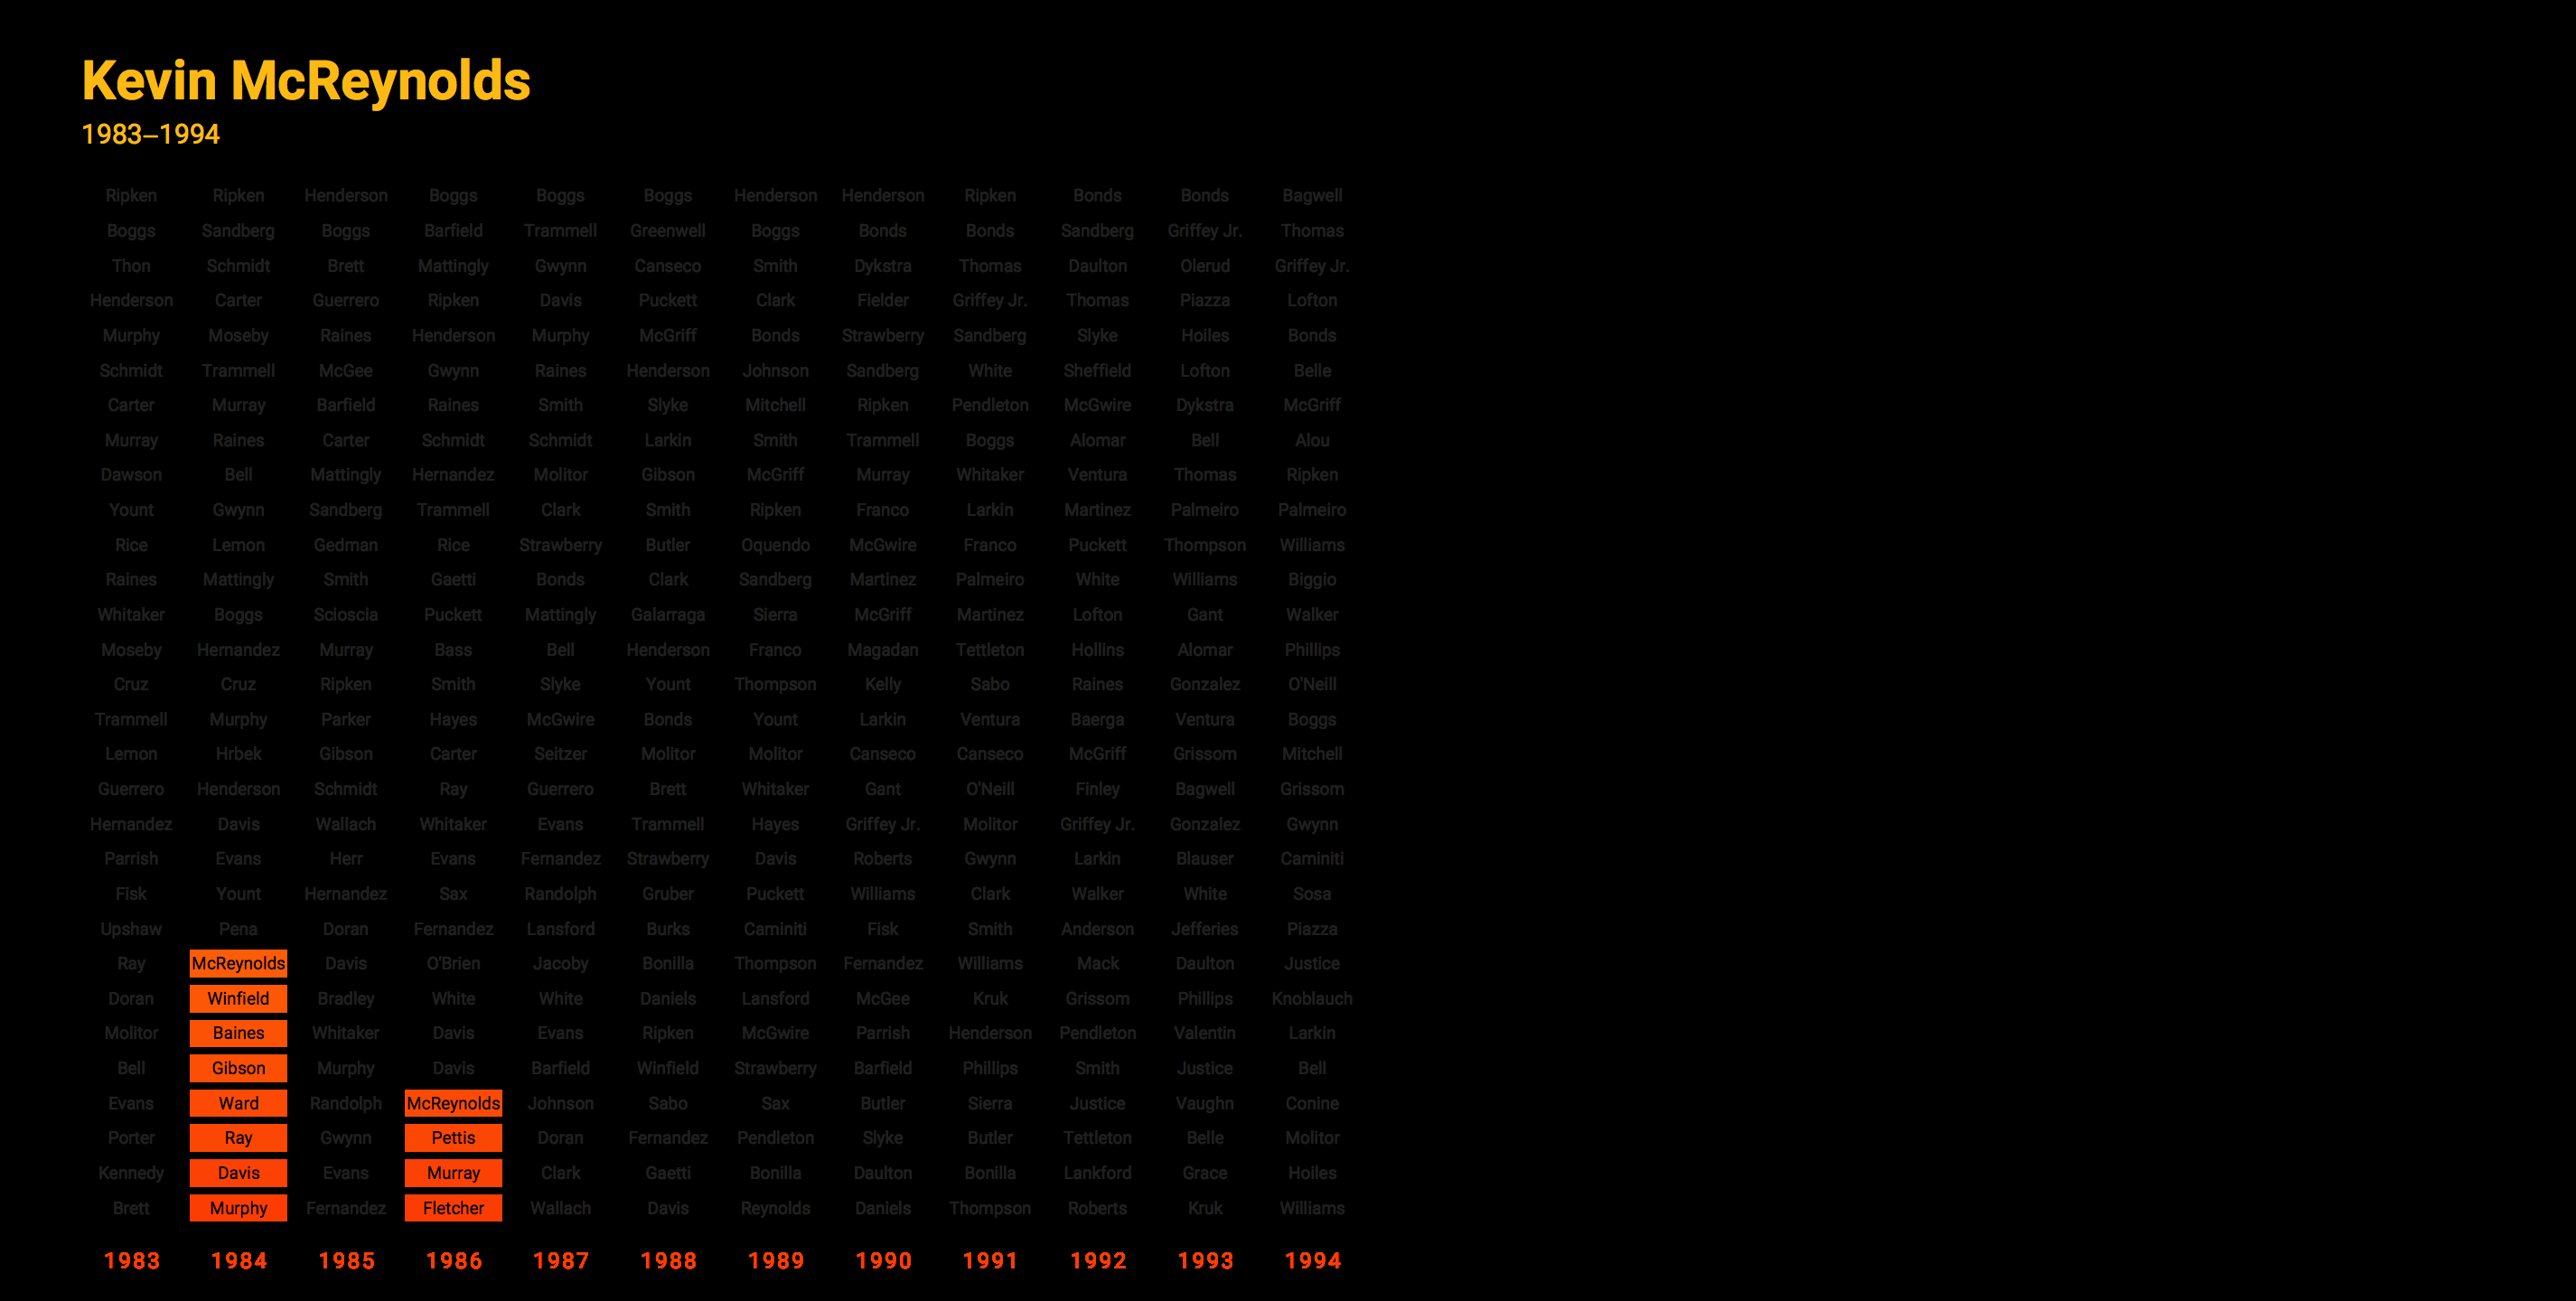 Kevin McReynolds
1983–1994
Ripken Ripken Henderson Boggs Boggs Boggs Henderson Henderson Ripken Bonds Bonds Bagwell
Boggs Sandberg Boggs Barfield Trammell Greenwell Boggs Bonds Bonds Sandberg Griffey Jr. Thomas
Thon Schmidt Brett Mattingly Gwynn Canseco Smith Dykstra Thomas Daulton Olerud Griffey Jr.
Henderson Carter Guerrero Ripken Davis Puckett Clark Fielder Griffey Jr. Thomas Piazza Lofton
Murphy Moseby Raines Henderson Murphy McGriff Bonds Strawberry Sandberg Slyke Hoiles Bonds
Schmidt Trammell McGee Gwynn Raines Henderson Johnson Sandberg White Sheffield Lofton Belle
Carter Murray Barfield Raines Smith Slyke Mitchell Ripken Pendleton McGwire Dykstra McGriff
Murray Raines Carter Schmidt Schmidt Larkin Smith Trammell Boggs Alomar Bell Alou
Dawson Bell Mattingly Hernandez Molitor Gibson McGriff Murray Whitaker Ventura Thomas Ripken
Yount Gwynn Sandberg Trammell Clark Smith Ripken Franco Larkin Martinez Palmeiro Palmeiro
Rice Lemon Gedman Rice Strawberry Butler Oquendo McGwire Franco Puckett Thompson Williams
Raines Mattingly Smith Gaetti Bonds Clark Sandberg Martinez Palmeiro White Williams Biggio
Whitaker Boggs Scioscia Puckett Mattingly Galarraga Sierra McGriff Martinez Lofton Gant Walker
Moseby Hernandez Murray Bass Bell Henderson Franco Magadan Tettleton Hollins Alomar Phillips
Cruz Cruz Ripken Smith Slyke Yount Thompson Kelly Sabo Raines Gonzalez O'Neill
Trammell Murphy Parker Hayes McGwire Bonds Yount Larkin Ventura Baerga Ventura Boggs
Lemon Hrbek Gibson Carter Seitzer Molitor Molitor Canseco Canseco McGriff Grissom Mitchell
Guerrero Henderson Schmidt Ray Guerrero Brett Whitaker Gant O'Neill Finley Bagwell Grissom
Hernandez Davis Wallach Whitaker Evans Trammell Hayes Griffey Jr. Molitor Griffey Jr. Gonzalez Gwynn
Parrish Evans Herr Evans Fernandez Strawberry Davis Roberts Gwynn Larkin Blauser Caminiti
Fisk Yount Hernandez Sax Randolph Gruber Puckett Williams Clark Walker White Sosa
Upshaw Pena Doran Fernandez Lansford Burks Caminiti Fisk Smith Anderson Jefferies Piazza
Ray McReynolds Davis O'Brien Jacoby Bonilla Thompson Fernandez Williams Mack Daulton Justice
Doran Winfield Bradley White White Daniels Lansford McGee Kruk Grissom Phillips Knoblauch
Molitor Baines Whitaker Davis Evans Ripken McGwire Parrish Henderson Pendleton Valentin Larkin
Bell Gibson Murphy Davis Barfield Winfield Strawberry Barfield Phillips Smith Justice Bell
Evans Ward Randolph McReynolds Johnson Sabo Sax Butler Sierra Justice Vaughn Conine
Porter Ray Gwynn Pettis Doran Fernandez Pendleton Slyke Butler Tettleton Belle Molitor
Kennedy Davis Evans Murray Clark Gaetti Bonilla Daulton Bonilla Lankford Grace Hoiles
Brett Murphy Fernandez Fletcher Wallach Davis Reynolds Daniels Thompson Roberts Kruk Williams
1983 1984 1985 1986 1987 1988 1989 1990 1991 1992 1993 1994